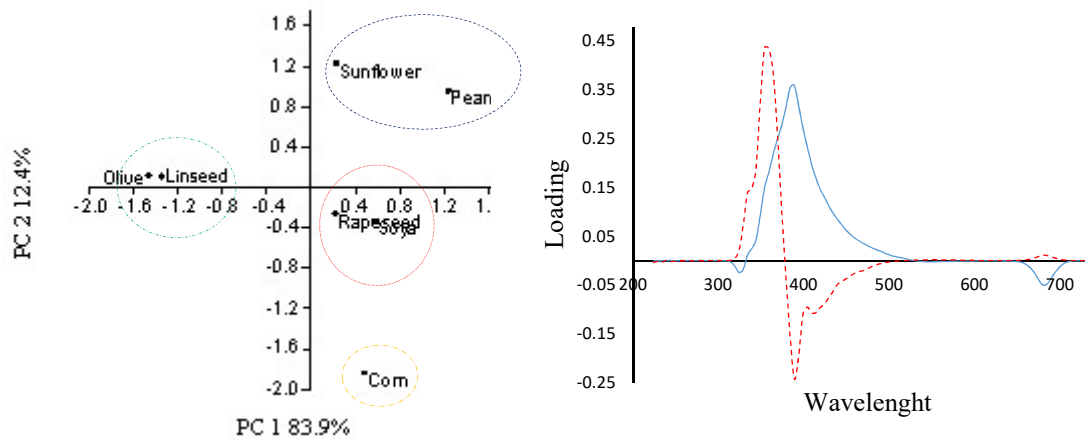 1.6
1.2
0.8
0.4
-2.0 -1.6 -1.2 -0.8 -0.4 0.4 0.8 1.2 1.
-0.4
-0.8
-1.2
-1.6
-2.0
Sunflower
Pean
Olive
Linseed
Rapeseed
Soya
Corn
PC 2 12.4%
PC 1 83.9%
0.45
0.35
0.25
0.15
0.05
-0.05
-0.15
-0.25
200 300 400 500 600 700
Loading
Wavelenght